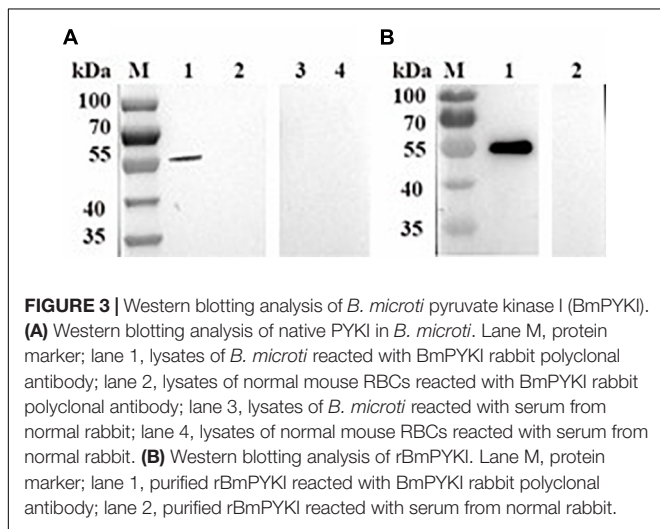 A
B
kDa M 1 2 3 4
kDa M 1 2
100
70
55
40
35
100
70
55
40
35
FIGURE 3 | Western blotting analysis of B. microti pyruvate kinase I (BmPYKI).
(A) Western blotting analysis of native PYKI in B. microti. Lane M, protein
marker; lane 1, lysates of B. microti reacted with BmPYKI rabbit polyclonal
antibody; lane 2, lysates of normal mouse RBCs reacted with BmPYKI rabbit
polyclonal antibody; lane 3, lysates of B. microti reacted with serum from
normal rabbit; lane 4, lysates of normal mouse RBCs reacted with serum from
normal rabbit. (B) Western blotting analysis of rBmPYKI. Lane M, protein
marker; lane 1, purified rBmPYKI reacted with BmPYKI rabbit polyclonal
antibody; lane 2, purified rBmPYKI reacted with serum from normal rabbit.